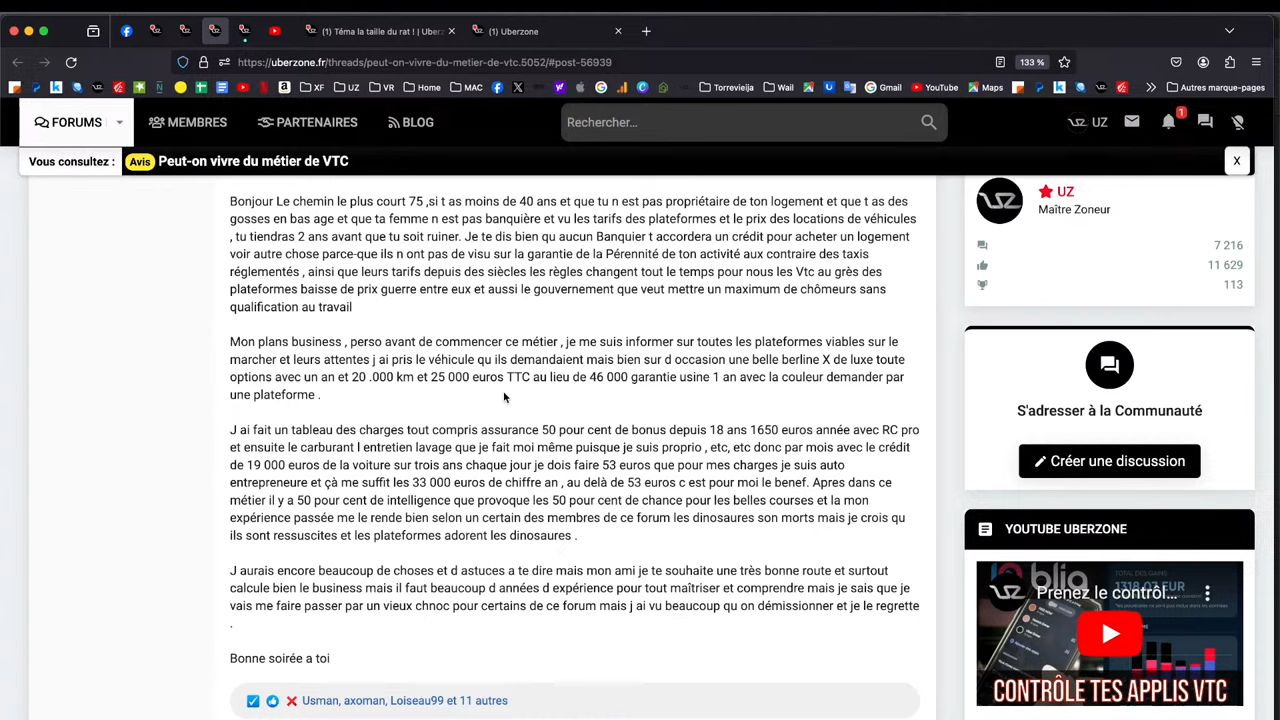 (1) Téma la taille du rat ! | Uber
(1) Uberzone
https://uberzone.fr/threads/peut-on-vivre-du-metier-de-vtc.5052/#post-56939
133 %
XF
UZ
VR
Home
MAC
Torrevieja
Wail
Gmail
YouTube
Maps
Autres marque-pages
FORUMS
MEMBRES
PARTENAIRES
BLOG
Rechercher…
UZ
1
Vous consultez :
Avis Peut-on vivre du métier de VTC
X
Bonjour Le chemin le plus court 75 ,si t as moins de 40 ans et que tu n est pas propriétaire de ton logement et que t as des
gosses en bas age et que ta femme n est pas banquière et vu les tarifs des plateformes et le prix des locations de véhicules
, tu tiendras 2 ans avant que tu soit ruiner. Je te dis bien qu aucun Banquier t accordera un crédit pour acheter un logement
voir autre chose parce-que ils n ont pas de visu sur la garantie de la Pérennité de ton activité aux contraire des taxis
réglementés , ainsi que leurs tarifs depuis des siècles les règles changent tout le temps pour nous les Vtc au grès des
plateformes baisse de prix guerre entre eux et aussi le gouvernement que veut mettre un maximum de chômeurs sans
qualification au travail
Mon plans business , perso avant de commencer ce métier , je me suis informer sur toutes les plateformes viables sur le
marcher et leurs attentes j ai pris le véhicule qu ils demandaient mais bien sur d occasion une belle berline X de luxe toute
options avec un an et 20 .000 km et 25 000 euros TTC au lieu de 46 000 garantie usine 1 an avec la couleur demander par
une plateforme .
J ai fait un tableau des charges tout compris assurance 50 pour cent de bonus depuis 18 ans 1650 euros année avec RC pro
et ensuite le carburant l entretien lavage que je fait moi même puisque je suis proprio , etc, etc donc par mois avec le crédit
de 19 000 euros de la voiture sur trois ans chaque jour je dois faire 53 euros que pour mes charges je suis auto
entrepreneure et çà me suffit les 33 000 euros de chiffre an , au delà de 53 euros c est pour moi le benef. Apres dans ce
métier il y a 50 pour cent de intelligence que provoque les 50 pour cent de chance pour les belles courses et la mon
expérience passée me le rende bien selon un certain des membres de ce forum les dinosaures son morts mais je crois qu
ils sont ressuscites et les plateformes adorent les dinosaures .
J aurais encore beaucoup de choses et d astuces a te dire mais mon ami je te souhaite une très bonne route et surtout
calcule bien le business mais il faut beaucoup d années d expérience pour tout maîtriser et comprendre mais je sais que je
vais me faire passer par un vieux chnoc pour certains de ce forum mais j ai vu beaucoup qu on démissionner et je le regrette
.
Bonne soirée a toi
Usman, axoman, Loiseau99 et 11 autres
UZ
Maître Zoneur
7 216
11 629
113
S'adresser à la Communauté
Créer une discussion
YOUTUBE UBERZONE
bliq
1318,07 EUR
Prenez le contrôl...
CONTRÔLE TES APPLIS VTC